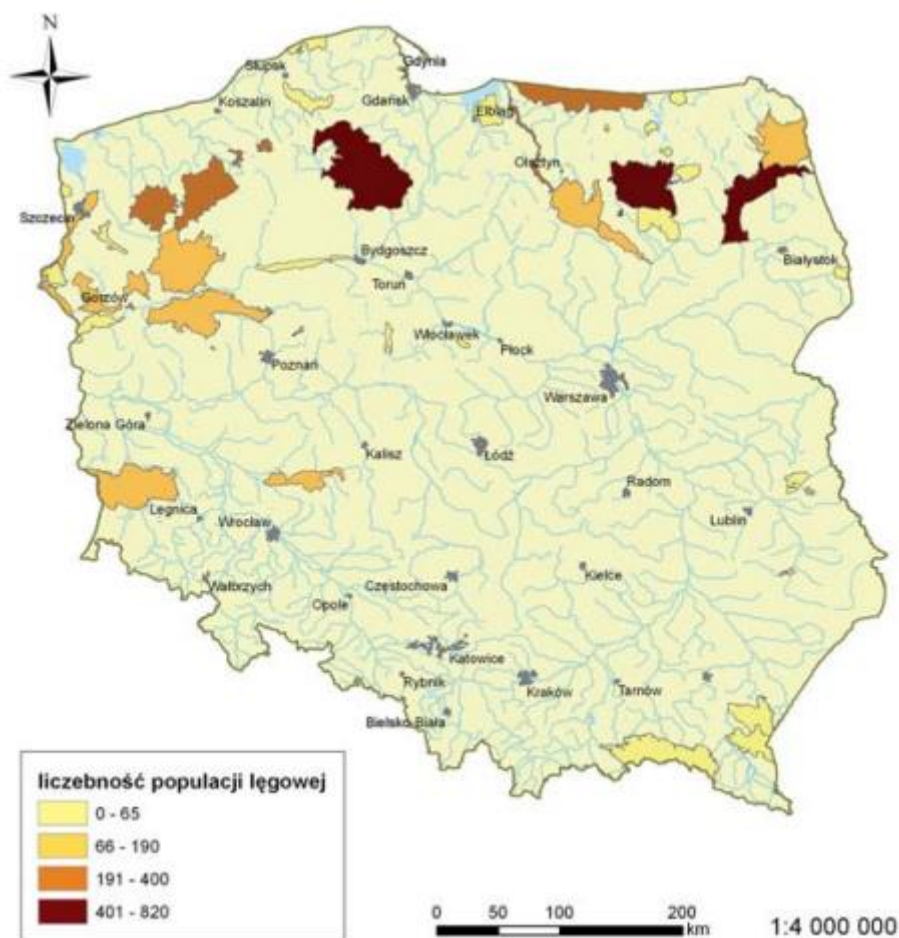 N
Słupsk
Gdynia
Koszalin
Gdańsk
Elbląg
Olsztyn
Szczecin
Bydgoszcz
Białystok
Toruń
Gorzów
Włocławek
Płock
Poznań
Warszawa
Zielona Góra
Kalisz
Łódź
Radom
Legnica
Wrocław
Lublin
Wałbrzych
Częstochowa
Kielce
Opole
Katowice
Rybnik
Kraków
Tarnów
Bielsko Biała
liczebność populacji lęgowej
0 - 65
66 - 190
191 - 400
401 - 820
0 50 100 200
km
1:4 000 000